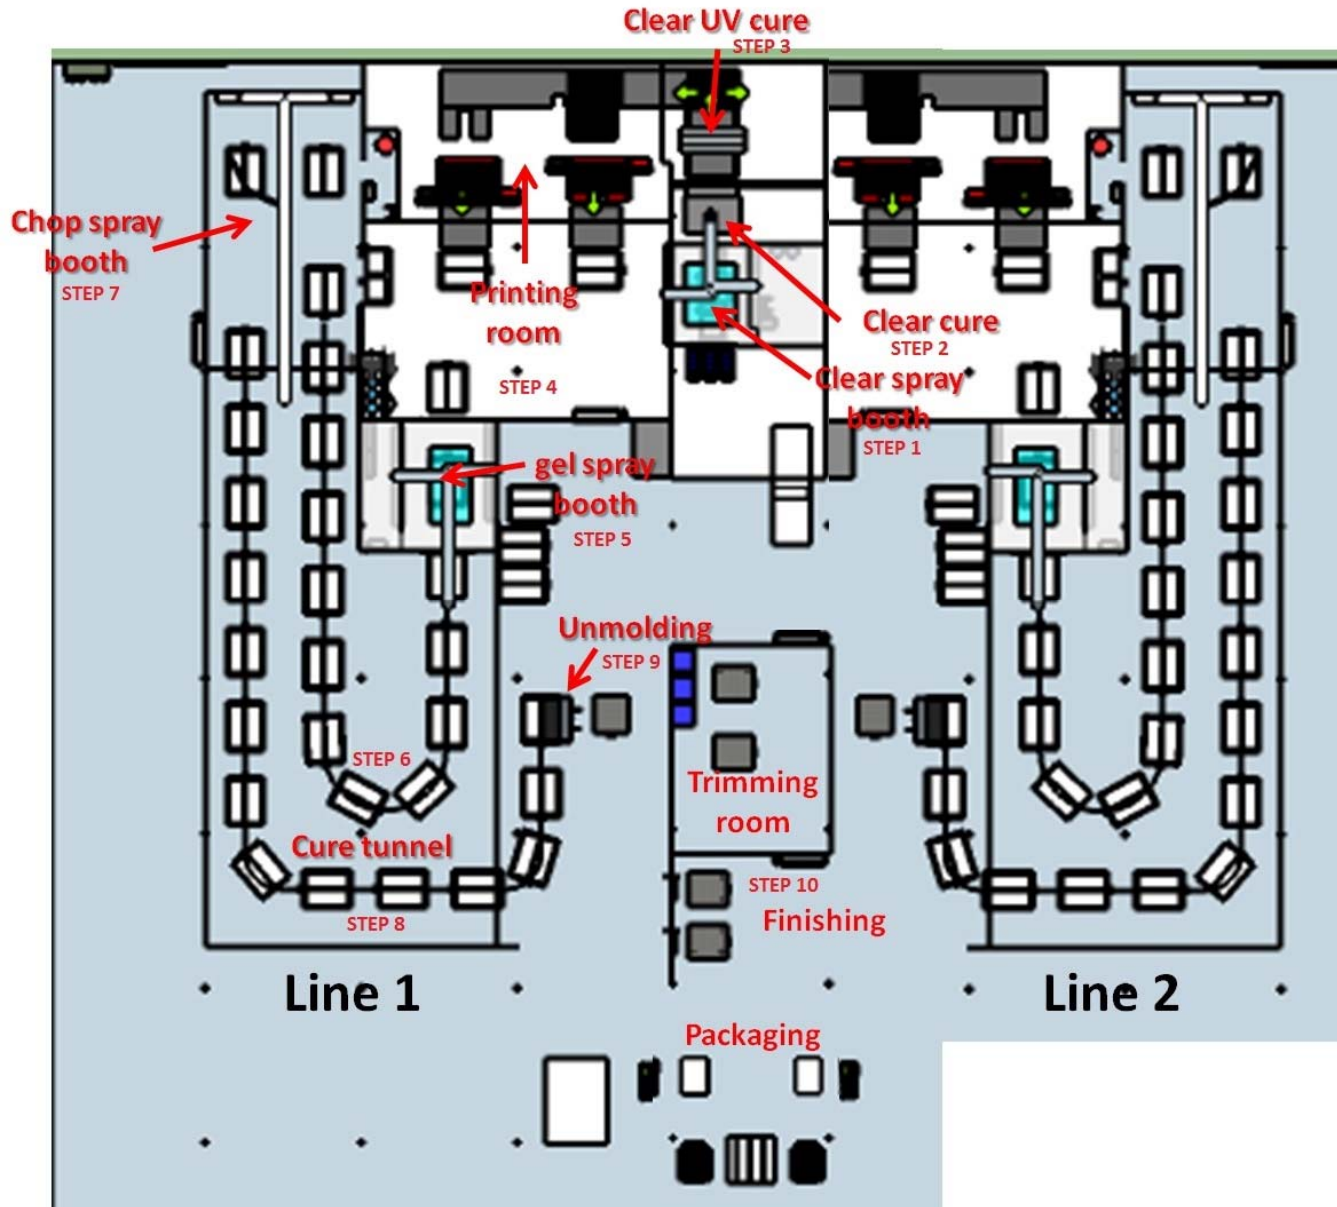 Clear UV cure
STEP 3
Chop spray
booth
STEP 7
Printing
room
STEP 4
Clear cure
STEP 2
Clear spray
booth
STEP 1
gel spray
booth
STEP 5
Unmolding
STEP 9
STEP 6
Trimming
room
Cure tunnel
STEP 8
STEP 10
Finishing
Line 1
Line 2
Packaging